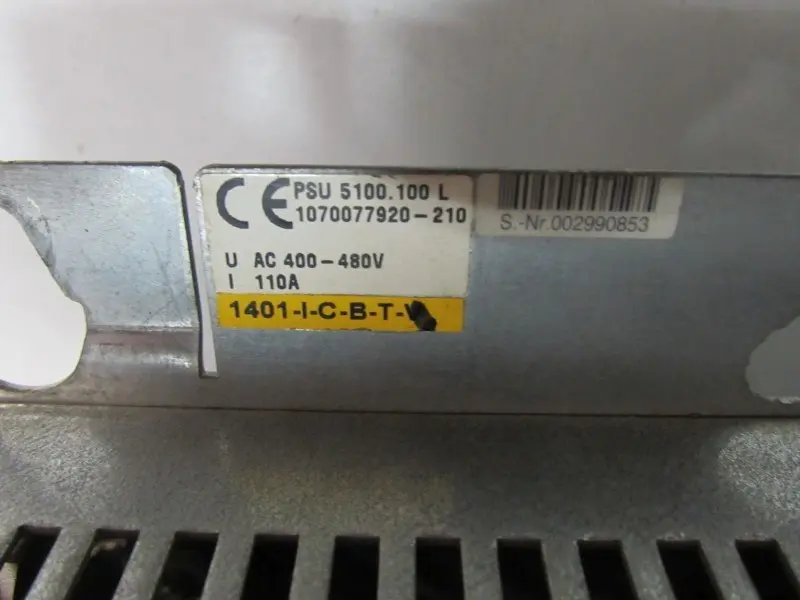 CE PSU 5100.100 L
1070077920-210
U AC 400-480V
I 110A
1401-I-C-B-T-
S.-Nr.002990853